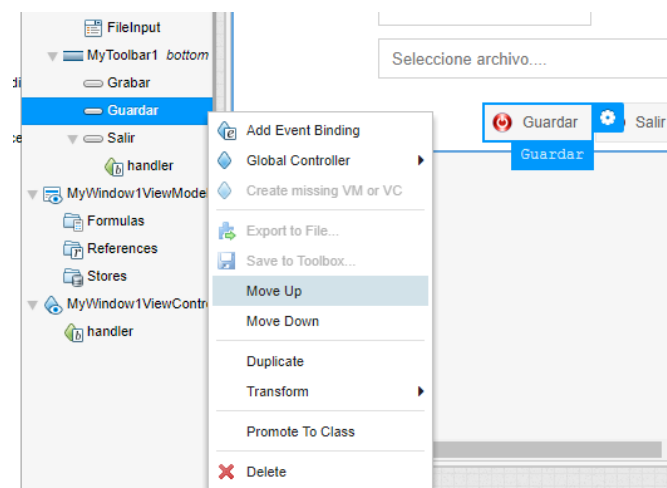 FileInput
MyToolbar1 bottom
Grabar
Guardar
Salir
handler
MyWindow1ViewModel
Formulas
References
Stores
MyWindow1ViewContr
handler
Add Event Binding
Global Controller
Create missing VM or VC
Export to File...
Save to Toolbox...
Move Up
Move Down
Duplicate
Transform
Promote To Class
Delete
Seleccione archivo....
Guardar
Salir
Guardar